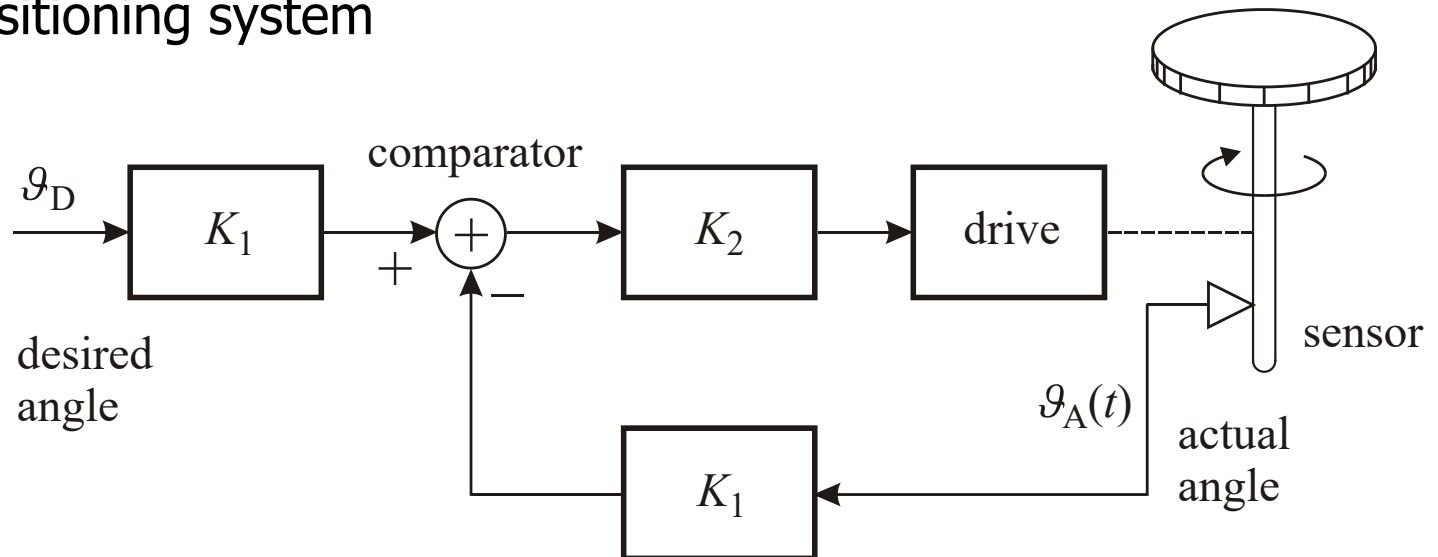 sitioning system
comparator
ϑD
K1
+
K2
drive
+
−
desired
angle
sensor
ϑA(t)
actual
angle
K1